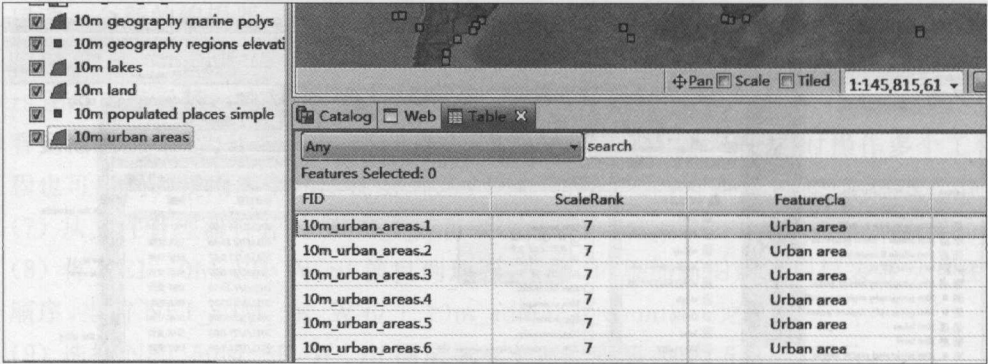 10m geography marine polys
10m geography regions elevati
10m lakes
10m land
10m populated places simple
10m urban areas
Pan Scale Tiled 1:145,815,61
Catalog Web Table
Any search
Features Selected: 0
FID ScaleRank FeatureCla
10m_urban_areas.1 7 Urban area
10m_urban_areas.2 7 Urban area
10m_urban_areas.3 7 Urban area
10m_urban_areas.4 7 Urban area
10m_urban_areas.5 7 Urban area
10m_urban_areas.6 7 Urban area